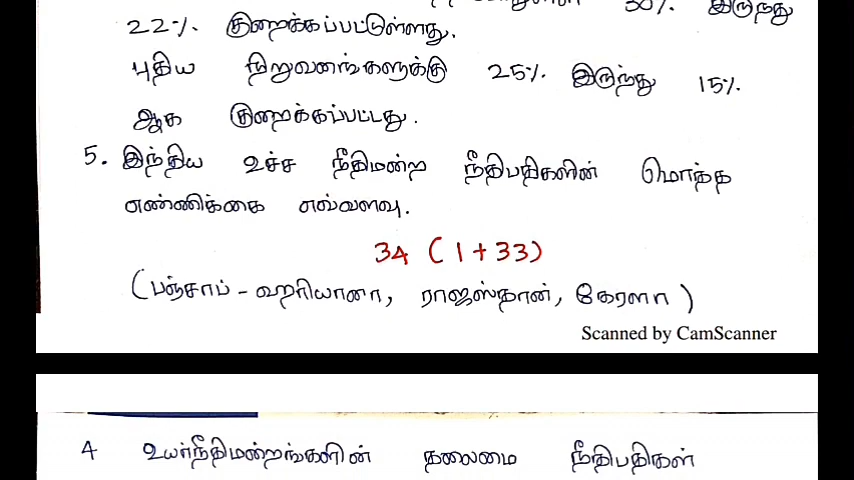 30% இருந்து
22%. குறைக்கப்பட்டுள்ளது.
புதிய நிறுவனங்களுக்கு 25%. இருந்து 15%.
ஆக குறைக்கப்பட்டது.
5. இந்திய உச்ச நீதிமன்ற நீதிபதிகளின் மொத்த
எண்ணிக்கை எவ்வளவு.
34 (1+33)
(பஞ்சாப் - ஹரியானா, ராஜஸ்தான், கேரளா)
Scanned by CamScanner
4 உயர்நீதிமன்றங்களின் தலைமை நீதிபதிகள்